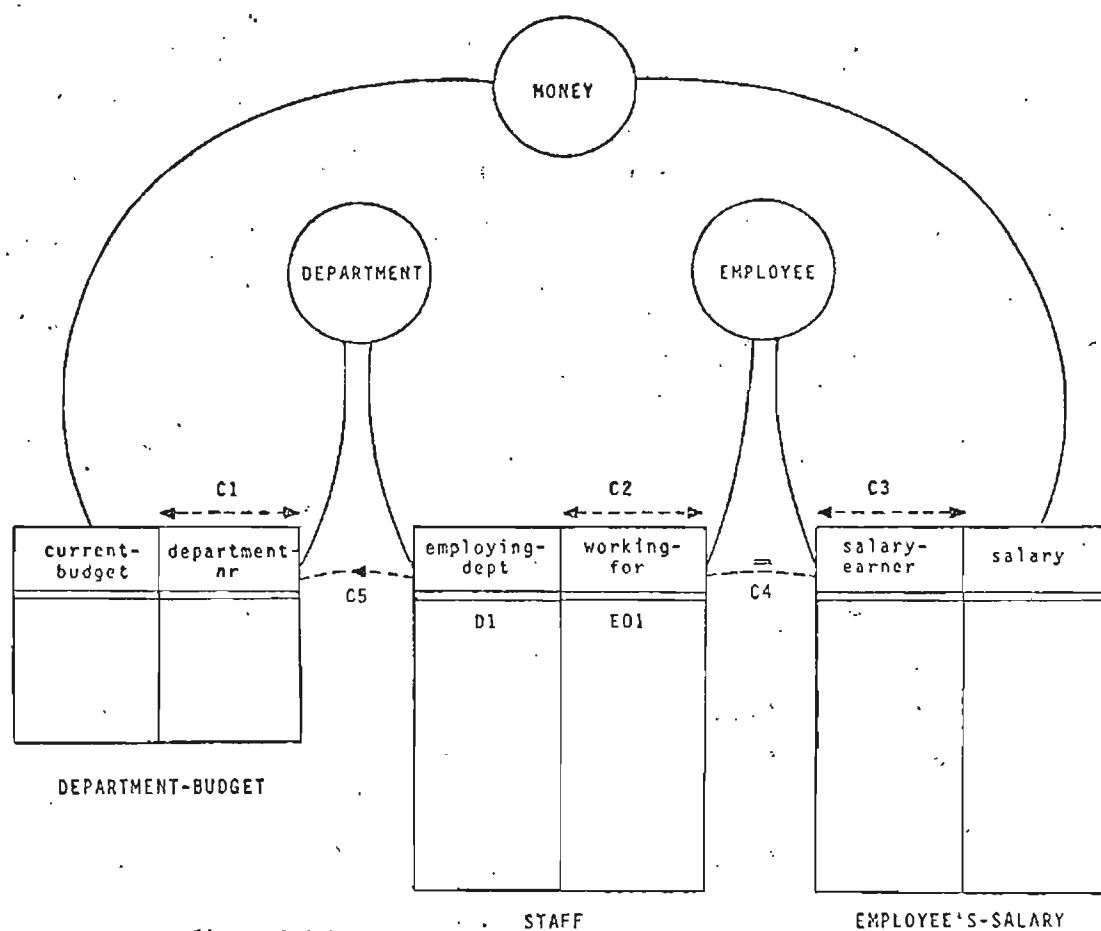 MONEY
DEPARTMENT
EMPLOYEE
C1
C2
C3
current-
budget
department
nr
employing-
dept
working-
for
salary-
earner
salary
C5
=
C4
D1
E01
DEPARTMENT-BUDGET
STAFF
EMPLOYEE'S-SALARY